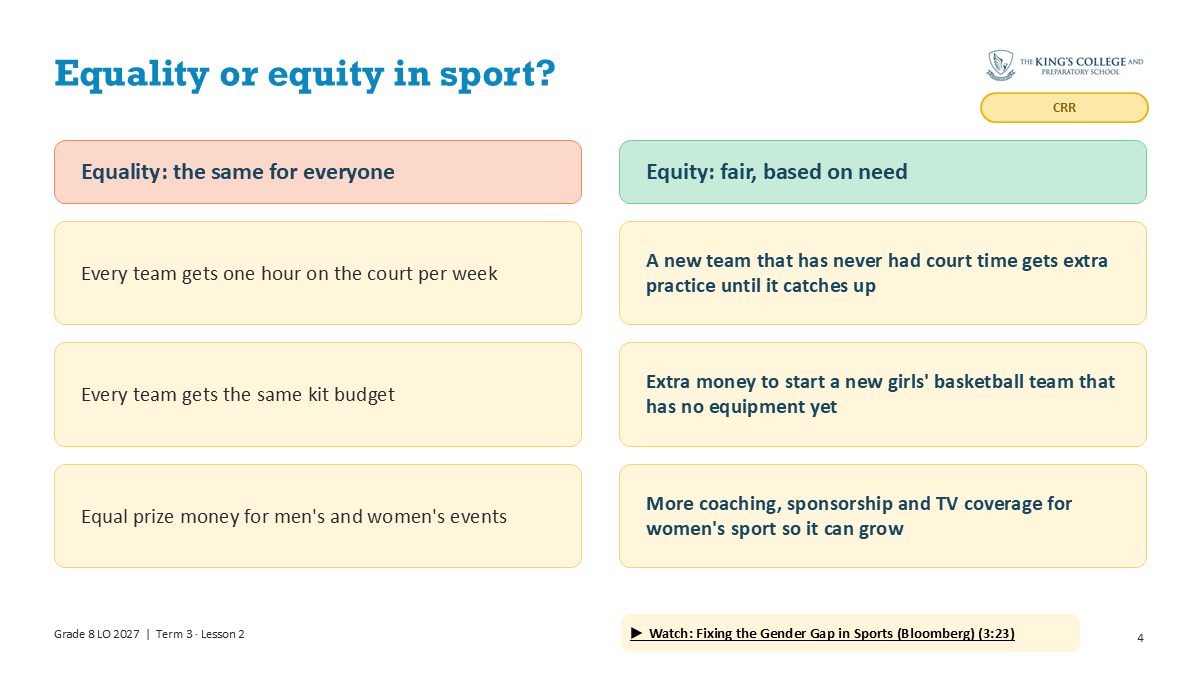 Equality or equity in sport?
THE KING'S COLLEGE AND
PREPARATORY SCHOOL
CRR
Equality: the same for everyone
Equity: fair, based on need
Every team gets one hour on the court per week
A new team that has never had court time gets extra
practice until it catches up
Every team gets the same kit budget
Extra money to start a new girls' basketball team that
has no equipment yet
Equal prize money for men's and women's events
More coaching, sponsorship and TV coverage for
women's sport so it can grow
Grade 8 LO 2027 | Term 3 · Lesson 2
▶ Watch: Fixing the Gender Gap in Sports (Bloomberg) (3:23)
4